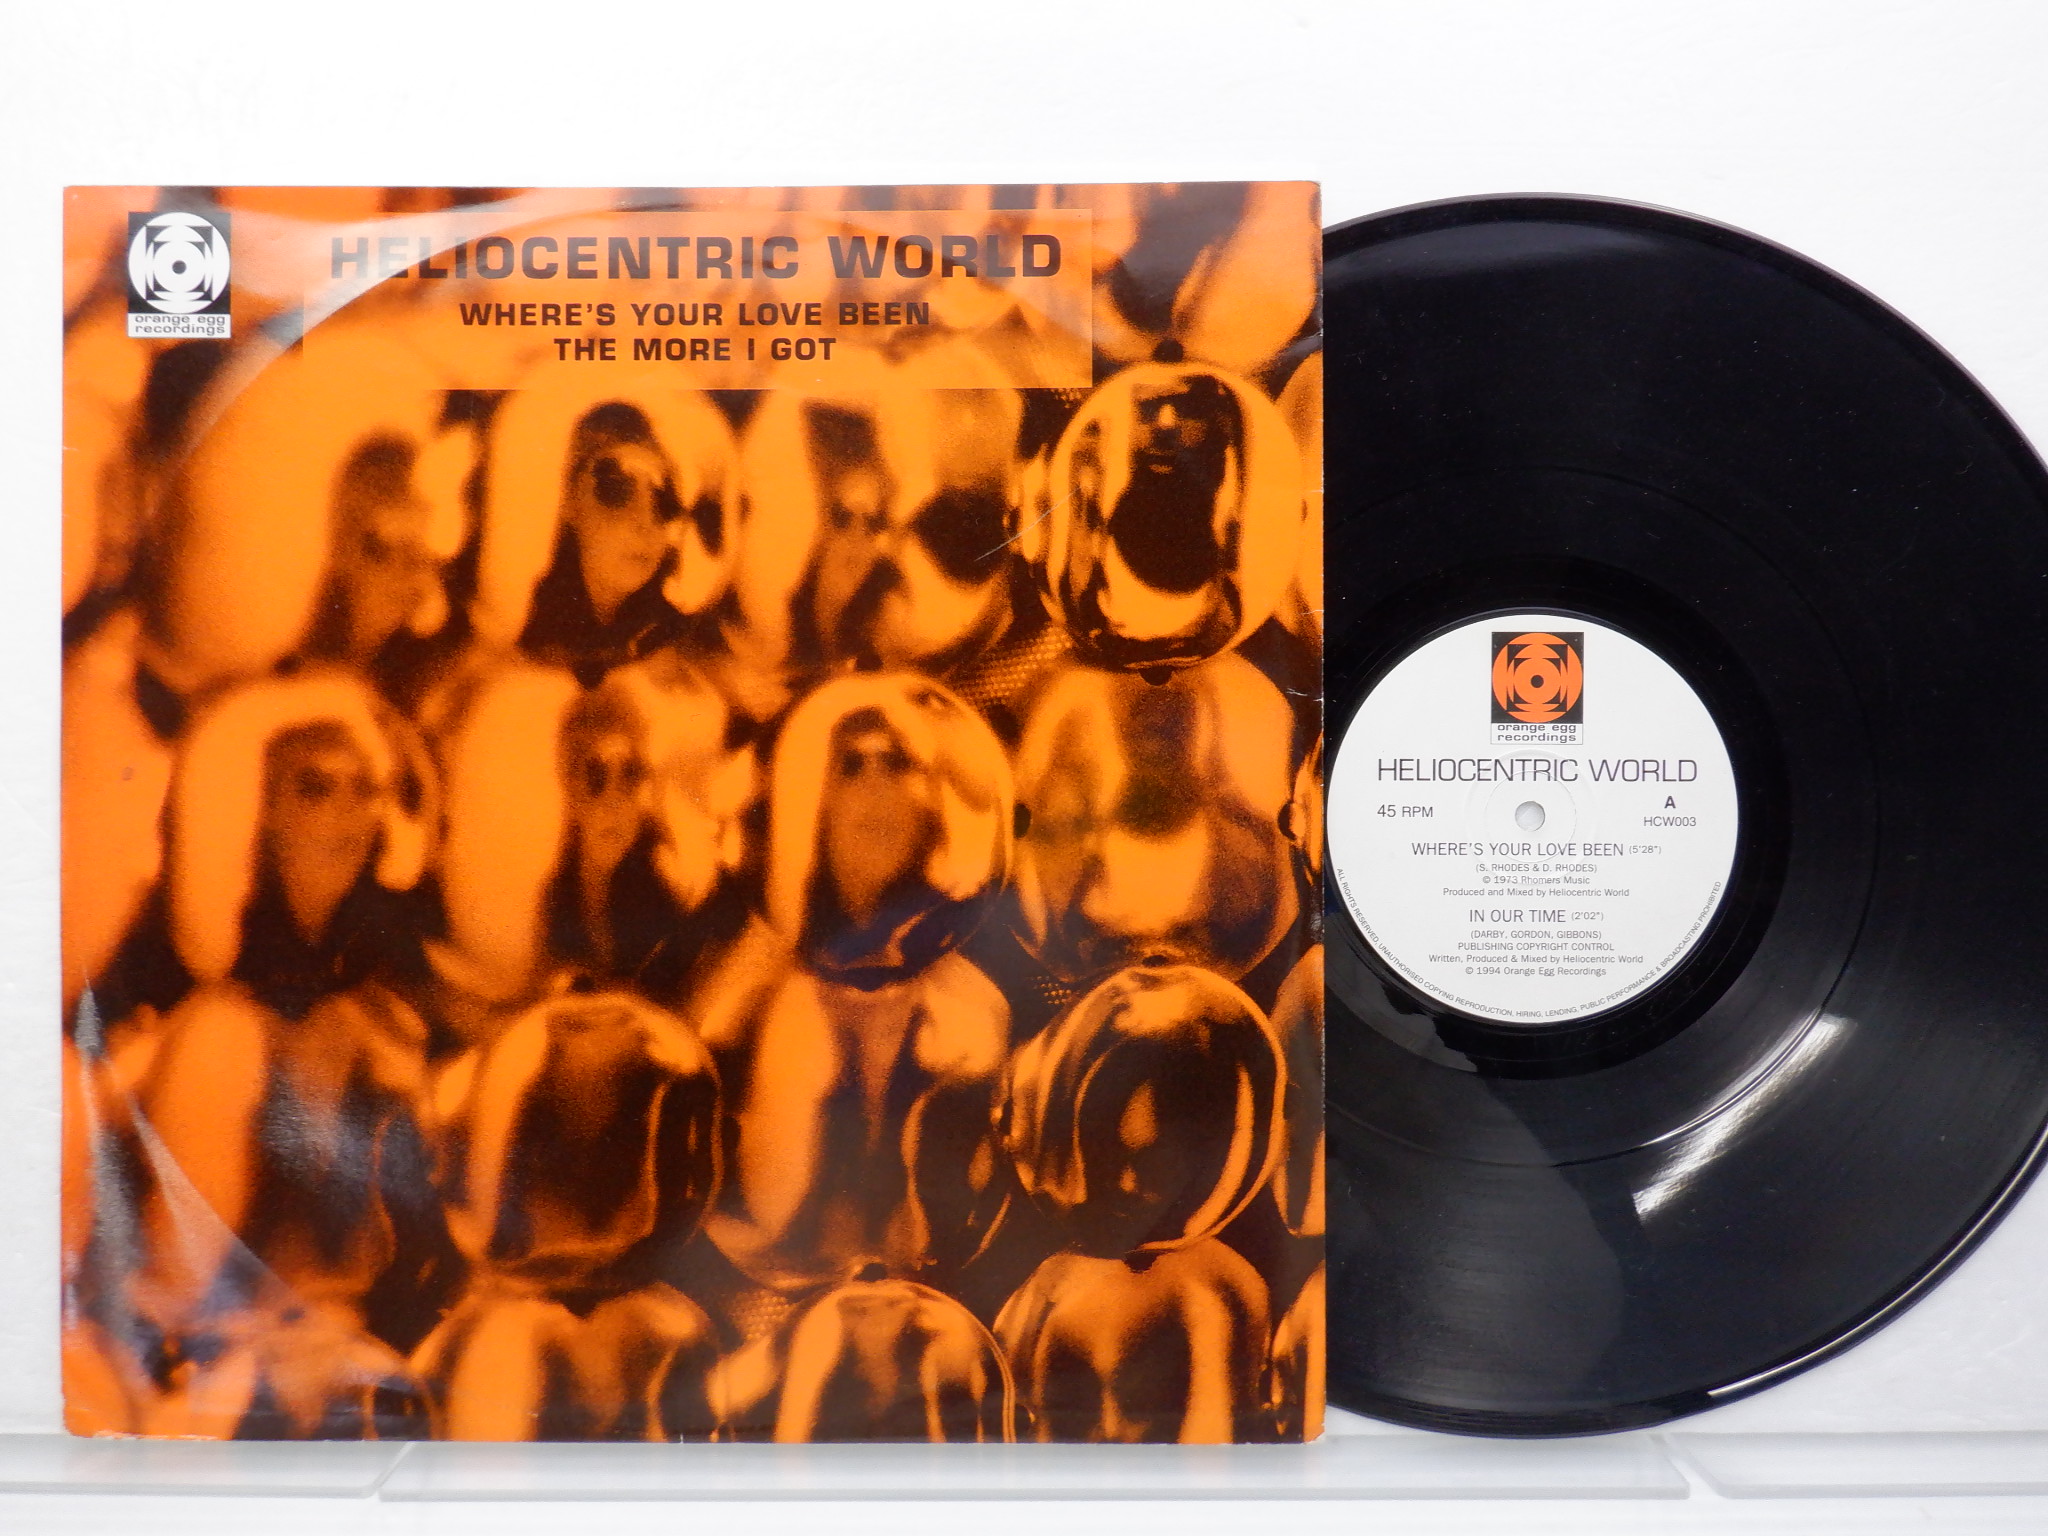 orange egg
recordings
HELIOCENTRIC WORLD
WHERE'S YOUR LOVE BEEN
THE MORE I GOT
orange egg
recordings
HELIOCENTRIC WORLD
45 RPM
A
HCW003
WHERE'S YOUR LOVE BEEN (5'28")
(S. RHODES & D. RHODES)
© 1973 Rhomers Music
Produced and Mixed by Heliocentric World
IN OUR TIME (2'02")
(DARBY, GORDON, GIBBONS)
PUBLISHING COPYRIGHT CONTROL
Written, Produced & Mixed by Heliocentric World
© 1994 Orange Egg Recordings
ALL RIGHTS RESERVED, UNAUTHORISED COPYING REPRODUCTION, HIRING, LENDING, PUBLIC PERFORMANCE & BROADCASTING PROHIBITED